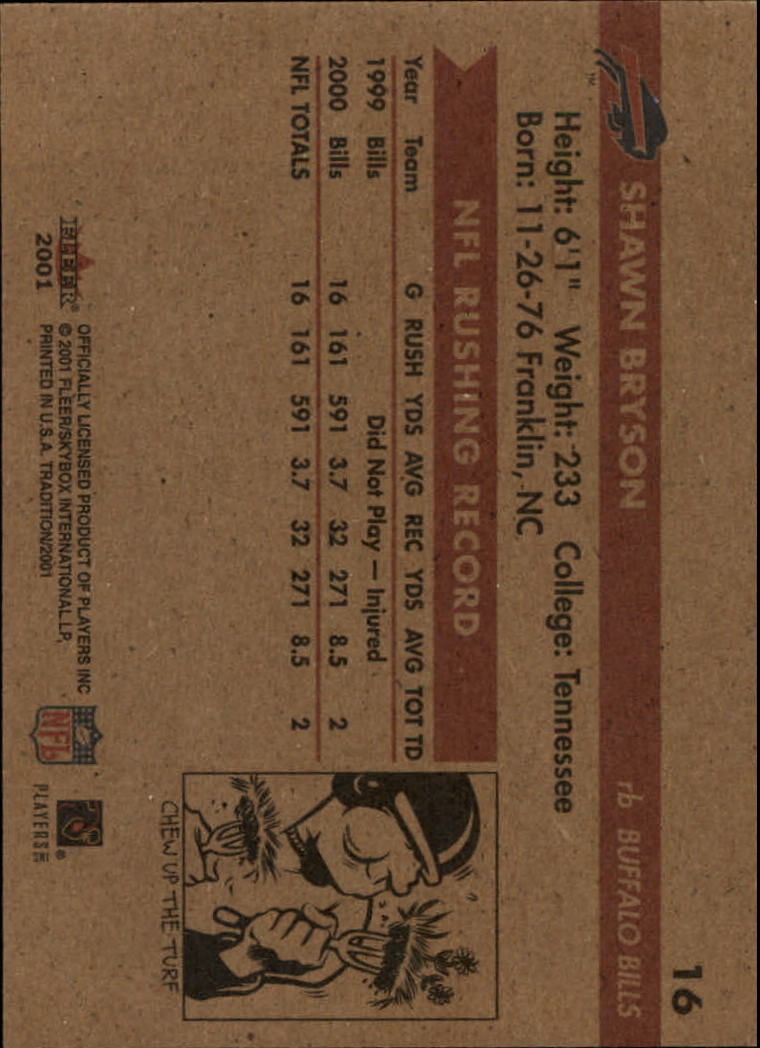 16
SHAWN BRYSON rb BUFFALO BILLS
TM
Height: 6'1" Weight: 233 College: Tennessee
Born: 11-26-76 Franklin, NC
NFL RUSHING RECORD
Year Team G RUSH YDS AVG REC YDS AVG TOT TD
1999 Bills Did Not Play — Injured
2000 Bills 16 161 591 3.7 32 271 8.5 2
NFL TOTALS 16 161 591 3.7 32 271 8.5 2
CHEW UP THE TURF
FLEER®
2001
OFFICIALLY LICENSED PRODUCT OF PLAYERS INC
© 2001 FLEER/SKYBOX INTERNATIONAL LP,
PRINTED IN U.S.A. TRADITION/2001
NFL
PLAYERS INC ®